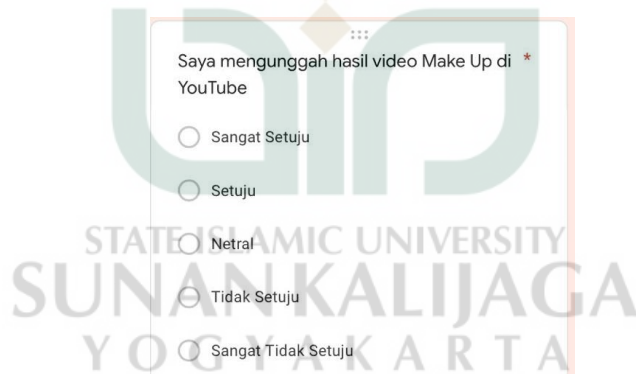 Saya mengunggah hasil video Make Up di *
YouTube
Sangat Setuju
Setuju
STATE ISLAMIC UNIVERSITY
Netral
SUNAN KALIJAGA
Tidak Setuju
YOGYAKARTA
Sangat Tidak Setuju